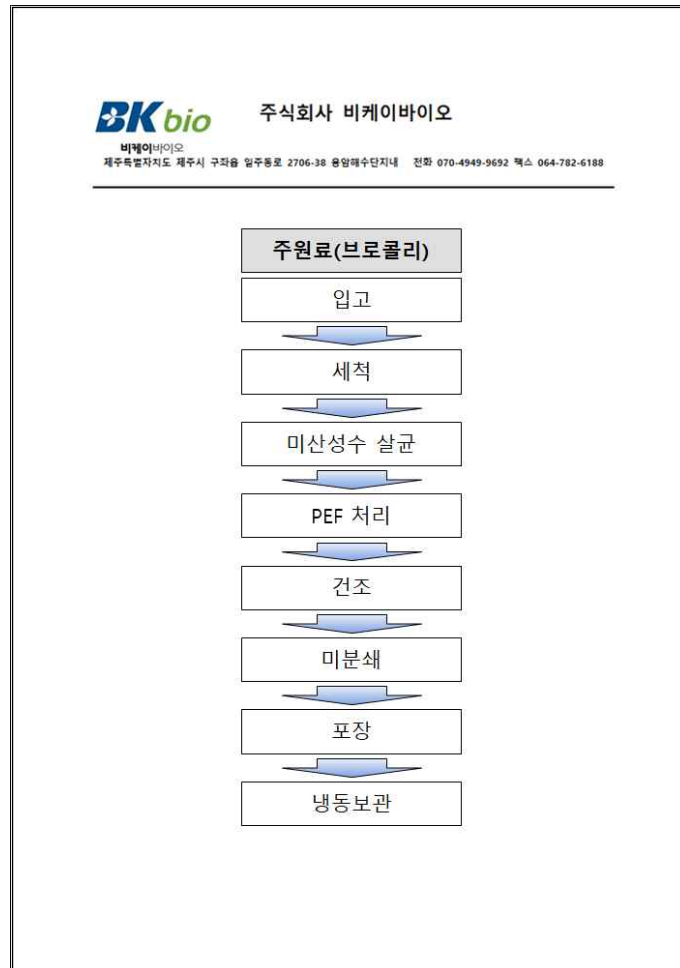 BK bio
주식회사 비케이바이오
비케이바이오
제주특별자치도 제주시 구좌읍 일주동로 2706-38 용암해수단지내 전화 070-4949-9692 팩스 064-782-6188
주원료(브로콜리)
입고
세척
미산성수 살균
PEF 처리
건조
미분쇄
포장
냉동보관